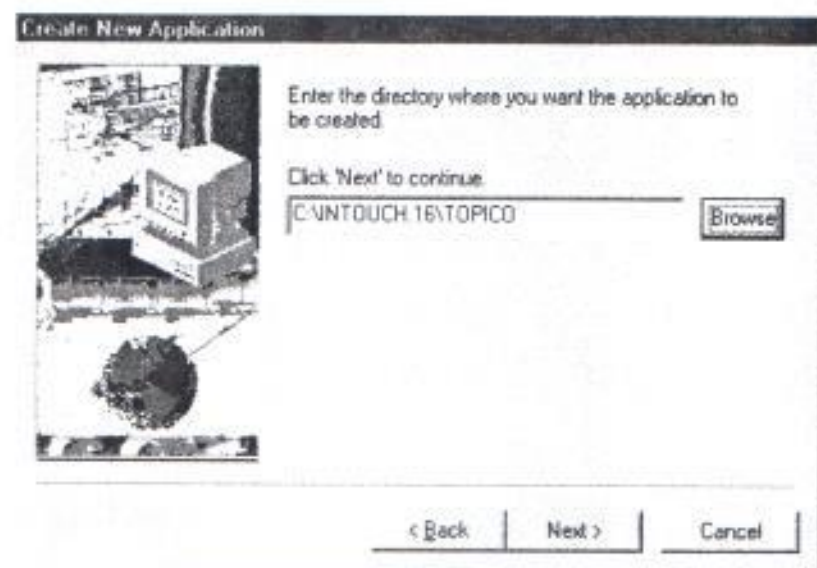 Create New Application
Enter the directory where you want the application to
be created.
Click 'Next' to continue.
C:\INTOUCH.16\TOPICO
Browse
< Back
Next >
Cancel